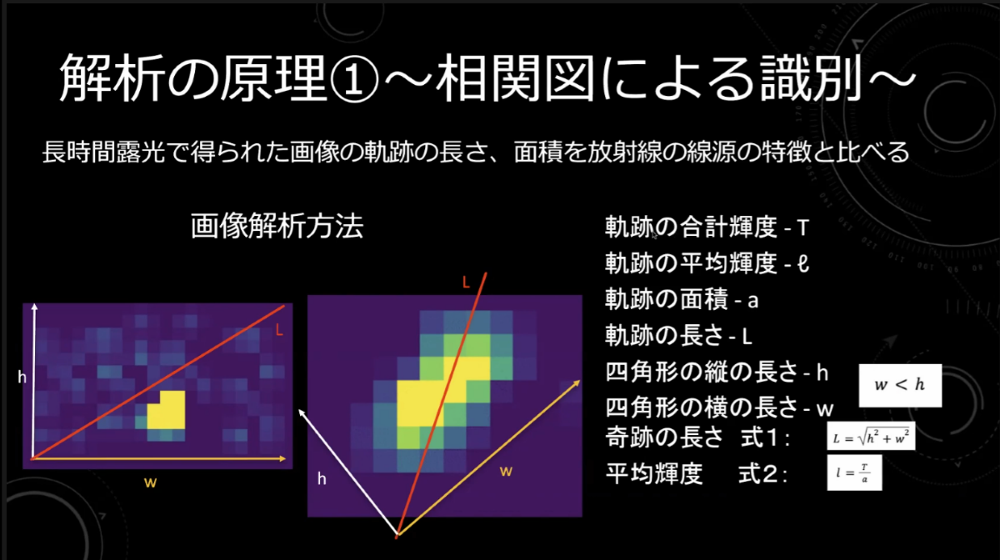 解析の原理①～相関図による識別～
長時間露光で得られた画像の軌跡の長さ、面積を放射線の線源の特徴と比べる
画像解析方法
h
L
w
L
h
w
軌跡の合計輝度 - T
軌跡の平均輝度 - ℓ
軌跡の面積 - a
軌跡の長さ - L
四角形の縦の長さ - h
四角形の横の長さ - w
w < h
奇跡の長さ 式1: L = √(h² + w²)
平均輝度 式2: l = T/a